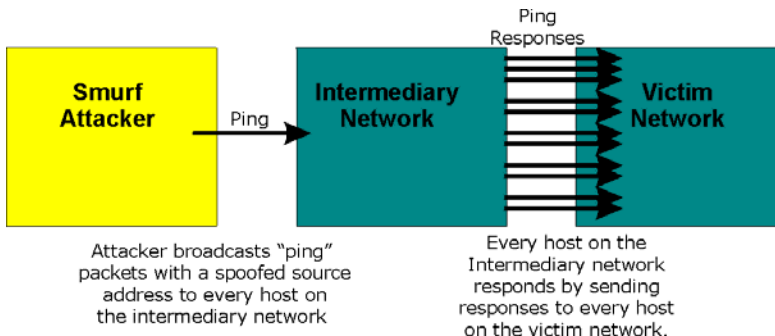 Ping
Responses
Smurf
Attacker
Ping
Intermediary
Network
Victim
Network
Attacker broadcasts “ping”
packets with a spoofed source
address to every host on
the intermediary network
Every host on the
Intermediary network
responds by sending
responses to every host
on the victim network.